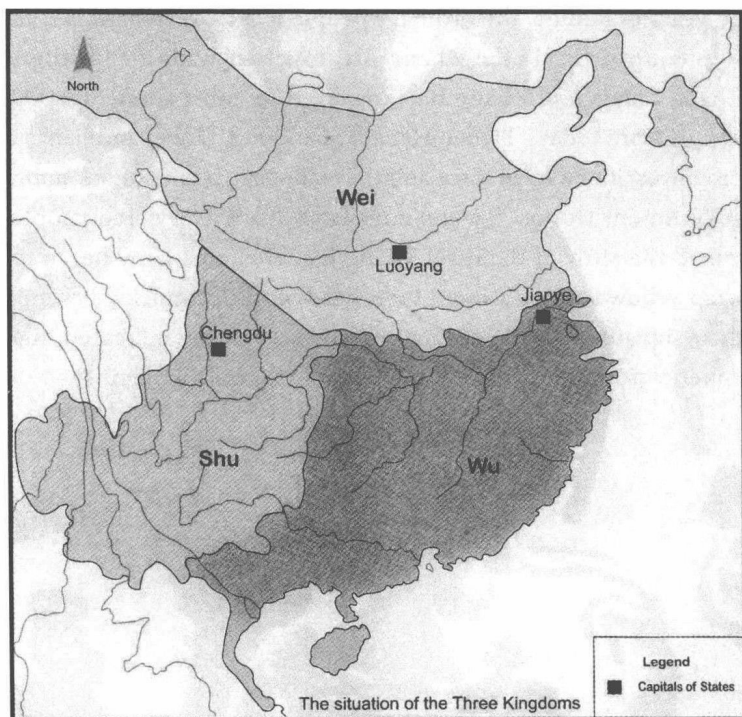 North
Wei
Luoyang
Jianye
Chengdu
Shu
Wu
Legend
Capitals of States
The situation of the Three Kingdoms